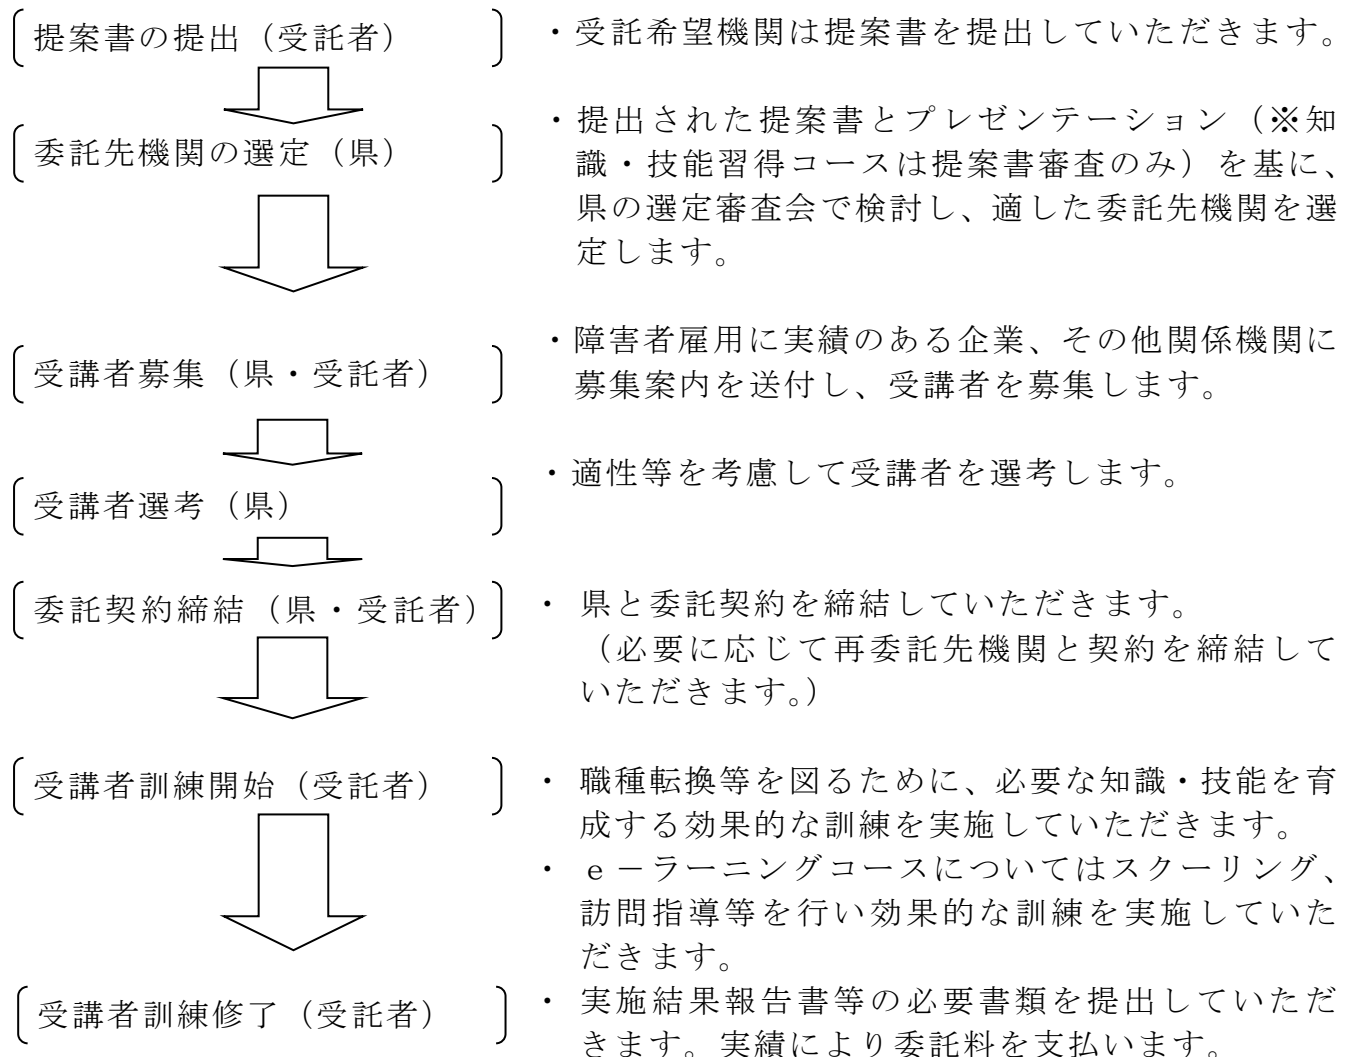 提案書の提出（受託者）
・受託希望機関は提案書を提出していただきます。
委託先機関の選定（県）
・提出された提案書とプレゼンテーション（※知
識・技能習得コースは提案書審査のみ）を基に、
県の選定審査会で検討し、適した委託先機関を選
定します。
受講者募集（県・受託者）
・障害者雇用に実績のある企業、その他関係機関に
募集案内を送付し、受講者を募集します。
受講者選考（県）
・適性等を考慮して受講者を選考します。
委託契約締結（県・受託者）
・ 県と委託契約を締結していただきます。
（必要に応じて再委託先機関と契約を締結して
いただきます。）
受講者訓練開始（受託者）
・ 職種転換等を図るために、必要な知識・技能を育
成する効果的な訓練を実施していただきます。
・ ｅ－ラーニングコースについてはスクーリング、
訪問指導等を行い効果的な訓練を実施していた
だきます。
受講者訓練修了（受託者）
・ 実施結果報告書等の必要書類を提出していただ
きます。実績により委託料を支払います。